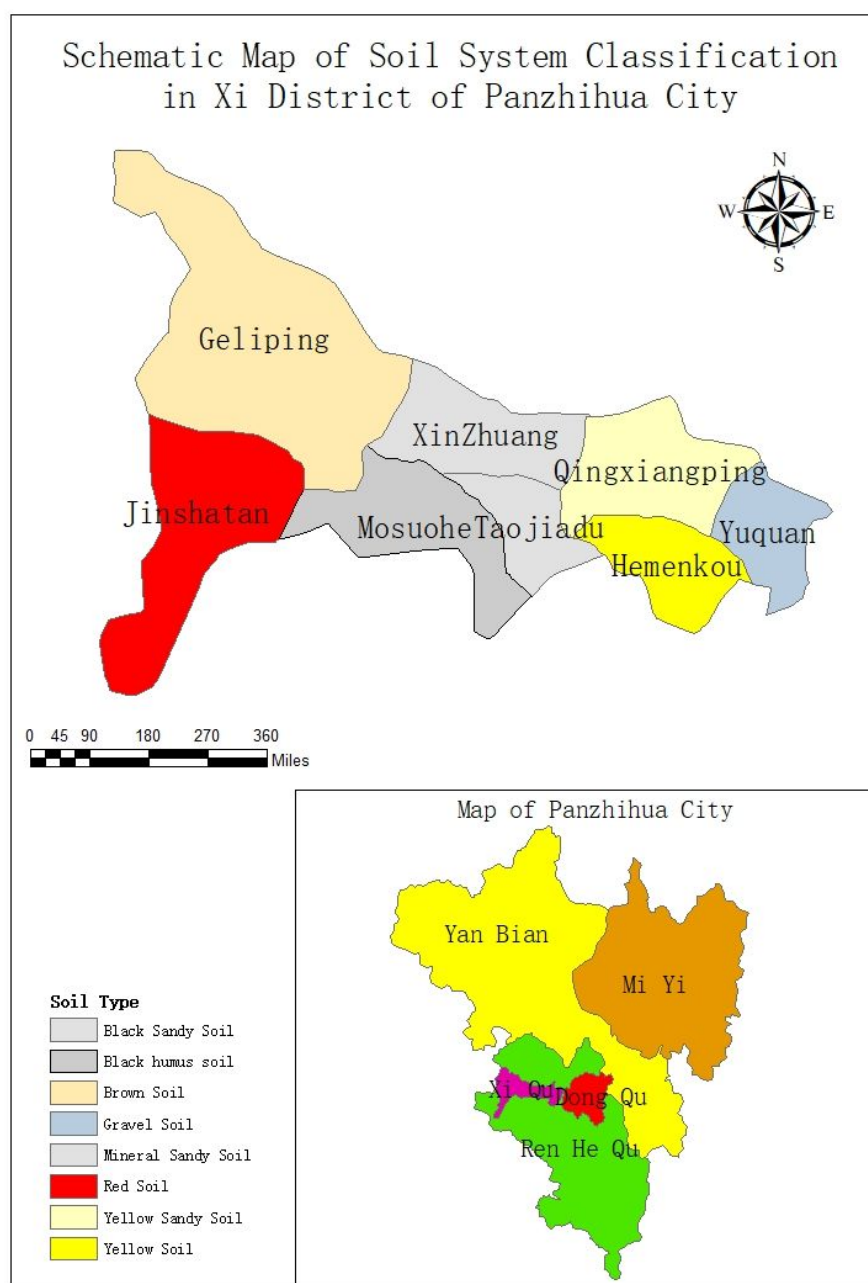 Schematic Map of Soil System Classification
in Xi District of Panzhihua City
N
W
E
S
Geliping
XinZhuang
Qingxiangping
Jinshatan
MosuoheTaojiadu
Yuquan
Hemenkou
0 45 90 180 270 360
Miles
Map of Panzhihua City
Yan Bian
Mi Yi
Xi Qu
Dong Qu
Ren He Qu
Soil Type
Black Sandy Soil
Black humus soil
Brown Soil
Gravel Soil
Mineral Sandy Soil
Red Soil
Yellow Sandy Soil
Yellow Soil